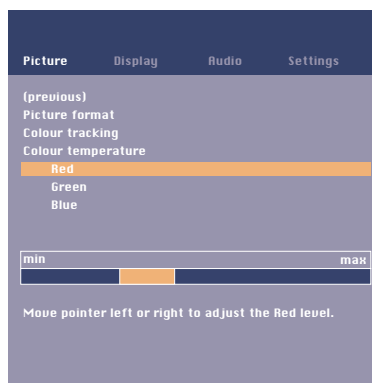 Picture Display Audio Settings
(previous)
Picture format
Colour tracking
Colour temperature
Red
Green
Blue
min max
Move pointer left or right to adjust the Red level.